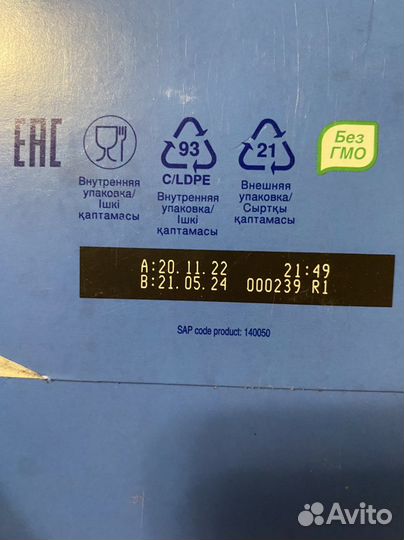 EAC
93
C/LDPE
21
Без
ГМО
Внутренняя
упаковка/
Ішкі
қаптамасы
Внутренняя
упаковка/
Ішкі
қаптамасы
Внешняя
упаковка/
Сыртқы
қаптамасы
A:20.11.22 21:49
B:21.05.24 000239 R1
SAP code product: 140050
Avito